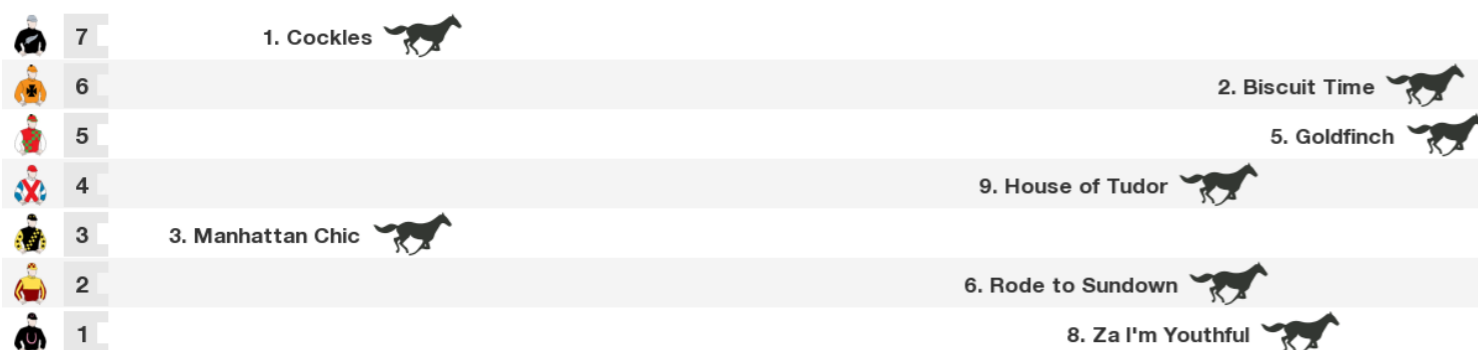 7 1. Cockles
6 2. Biscuit Time
5 5. Goldfinch
4 9. House of Tudor
3 3. Manhattan Chic
2 6. Rode to Sundown
1 8. Za I'm Youthful